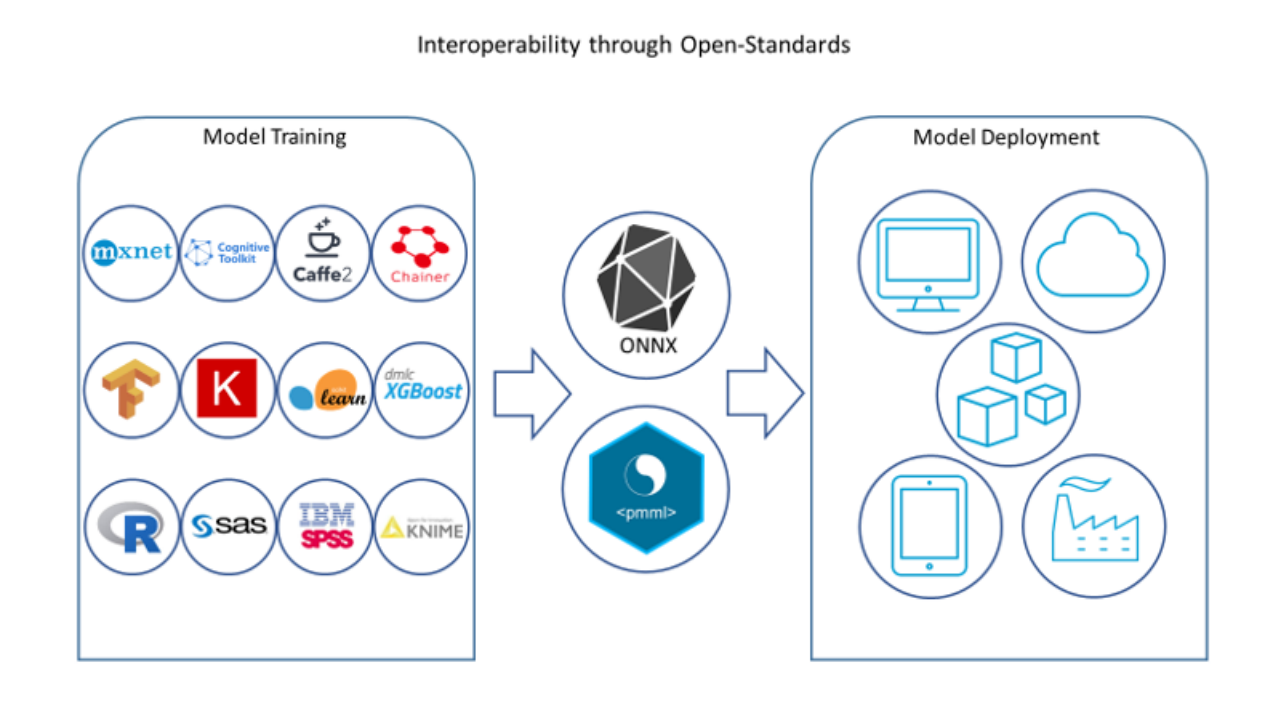 Interoperability through Open-Standards
Model Training
Model Deployment
mxnet
Cognitive
Toolkit
Caffe2
Chainer
ONNX
K
learn
dmlc
XGBoost
R
sas
IBM
SPSS
KNIME
<pmml>